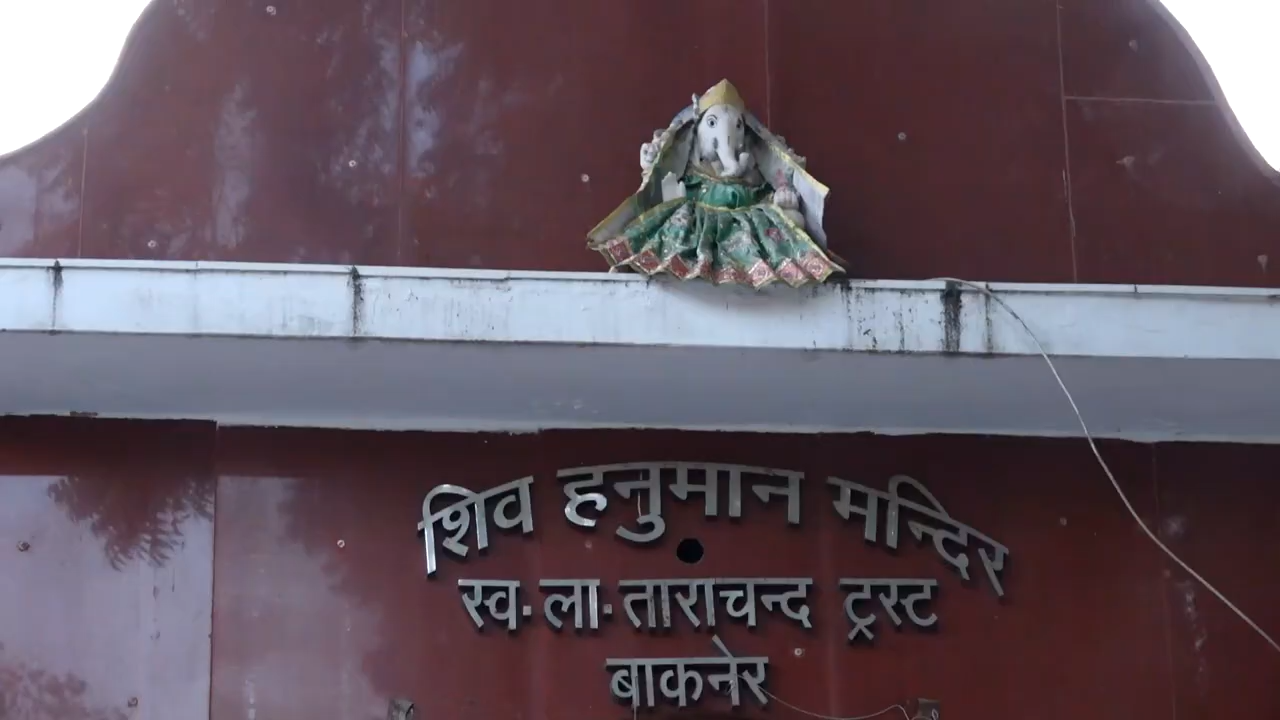 शिव हनुमान मन्दिर
स्व. ला. ताराचन्द ट्रस्ट
बाकनेर